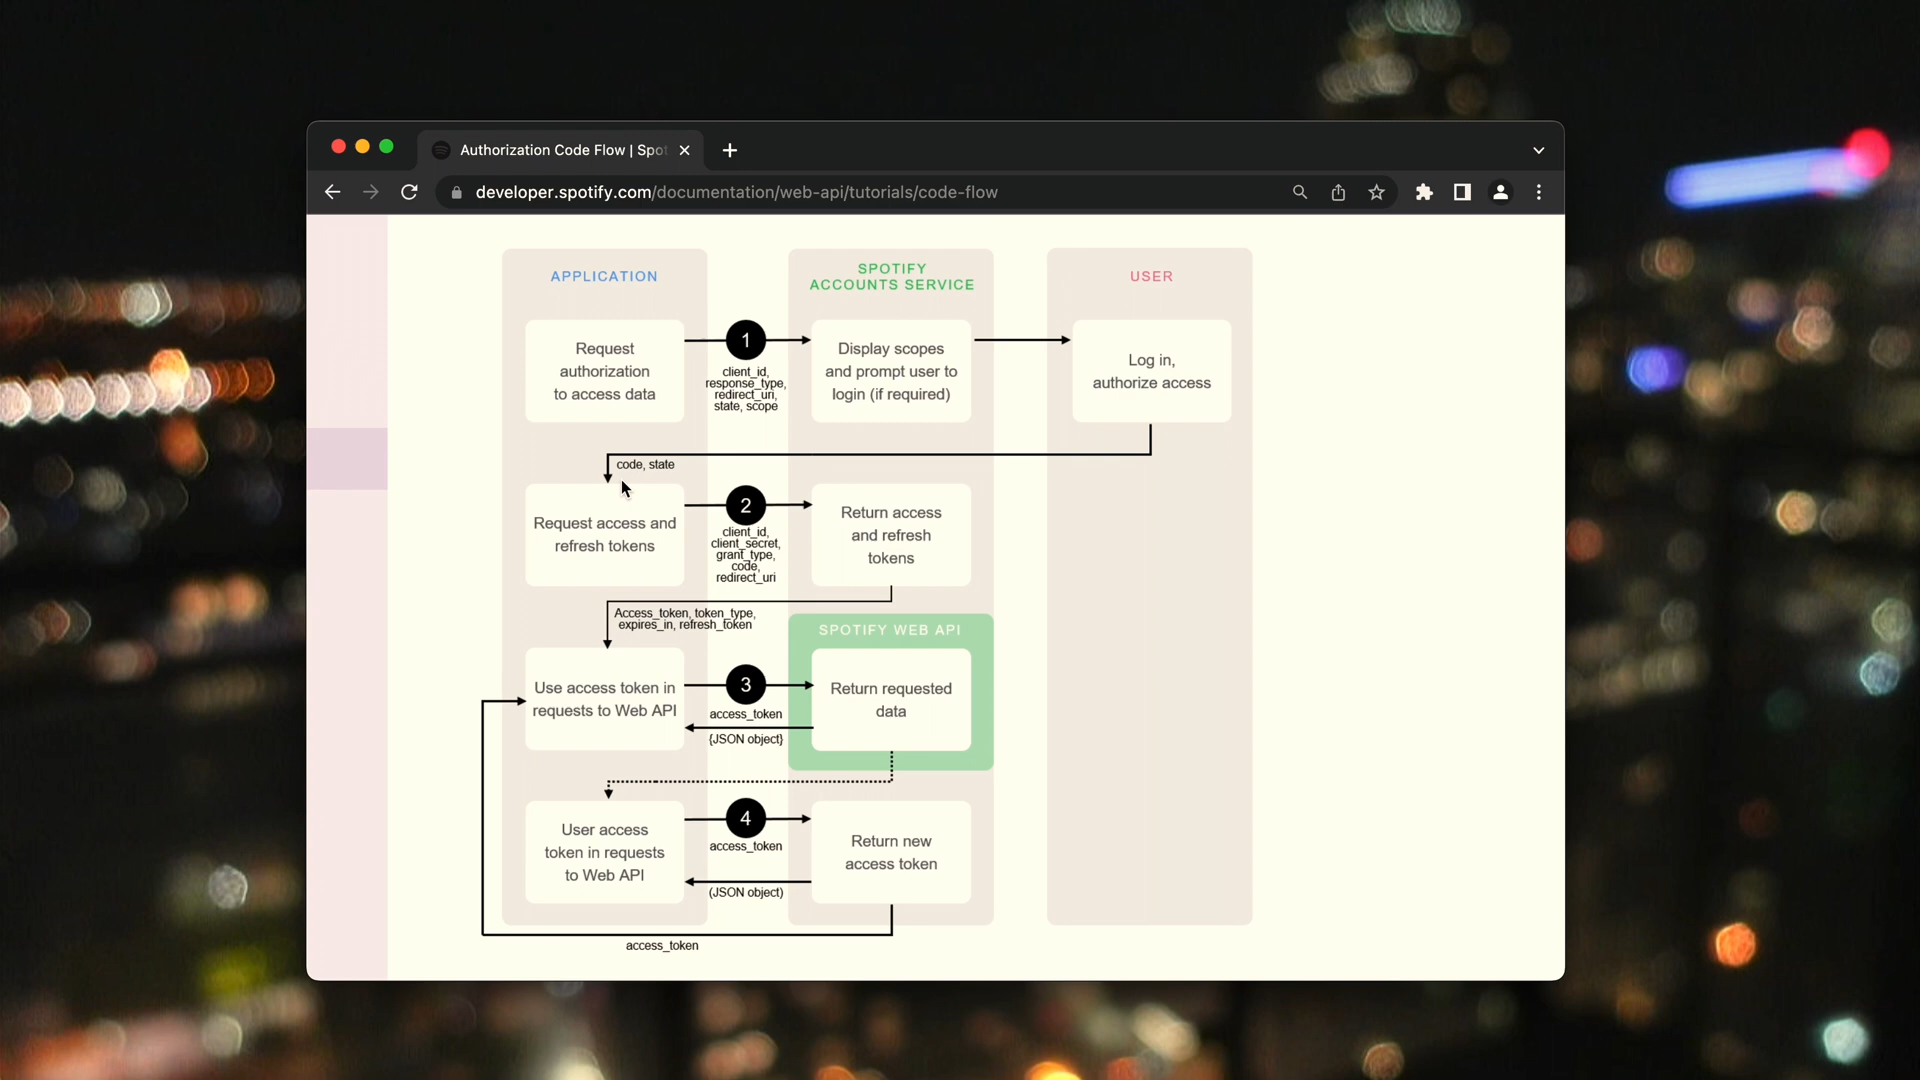 Authorization Code Flow | Spot
developer.spotify.com/documentation/web-api/tutorials/code-flow
APPLICATION
SPOTIFY
ACCOUNTS SERVICE
USER
Request
authorization
to access data
1
client_id,
response_type,
redirect_uri,
state, scope
Display scopes
and prompt user to
login (if required)
Log in,
authorize access
code, state
Request access and
refresh tokens
2
client_id,
client_secret,
grant_type,
code,
redirect_uri
Return access
and refresh
tokens
Access_token, token_type,
expires_in, refresh_token
SPOTIFY WEB API
Use access token in
requests to Web API
3
access_token
{JSON object}
Return requested
data
User access
token in requests
to Web API
4
access_token
(JSON object)
Return new
access token
access_token